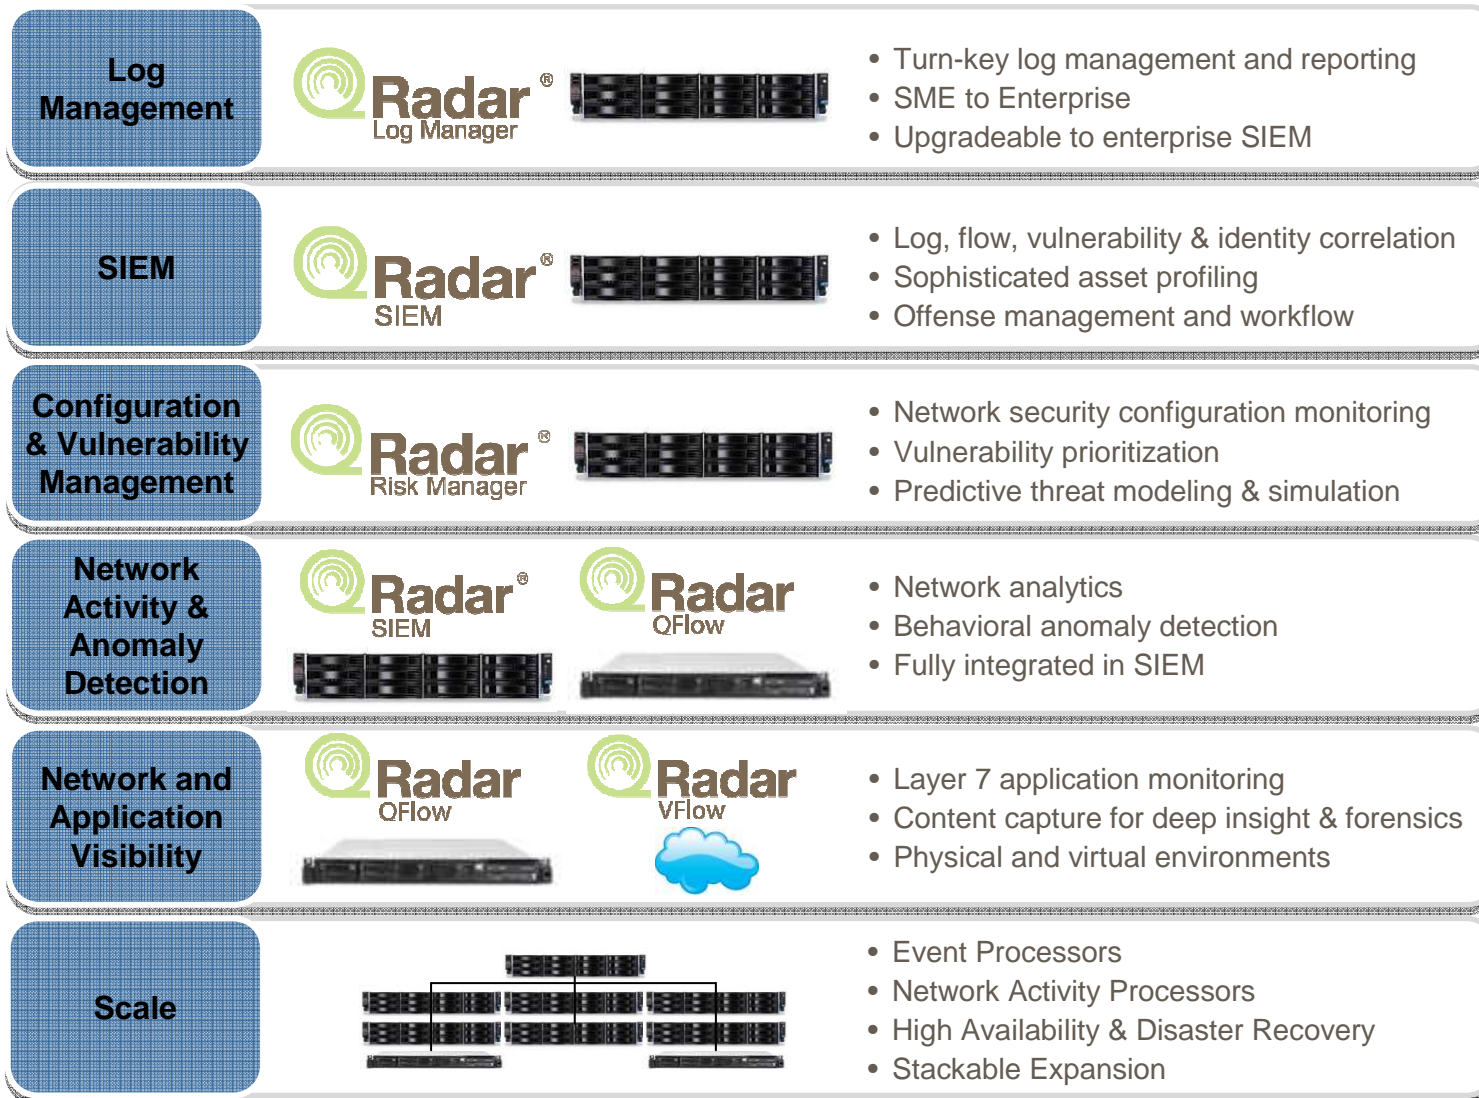 Log
Management
Radar ®
Log Manager
• Turn-key log management and reporting
• SME to Enterprise
• Upgradeable to enterprise SIEM
SIEM
Radar ®
SIEM
• Log, flow, vulnerability & identity correlation
• Sophisticated asset profiling
• Offense management and workflow
Configuration
& Vulnerability
Management
Radar ®
Risk Manager
• Network security configuration monitoring
• Vulnerability prioritization
• Predictive threat modeling & simulation
Network
Activity &
Anomaly
Detection
Radar ®
SIEM
Radar
QFlow
• Network analytics
• Behavioral anomaly detection
• Fully integrated in SIEM
Network and
Application
Visibility
Radar
QFlow
Radar
VFlow
• Layer 7 application monitoring
• Content capture for deep insight & forensics
• Physical and virtual environments
Scale
• Event Processors
• Network Activity Processors
• High Availability & Disaster Recovery
• Stackable Expansion